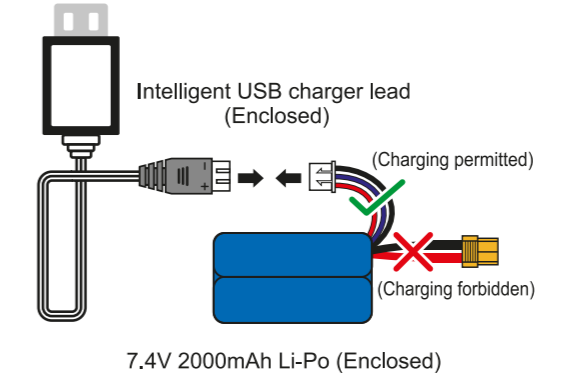 Intelligent USB charger lead
(Enclosed)
(Charging permitted)
- +
(Charging forbidden)
7.4V 2000mAh Li-Po (Enclosed)